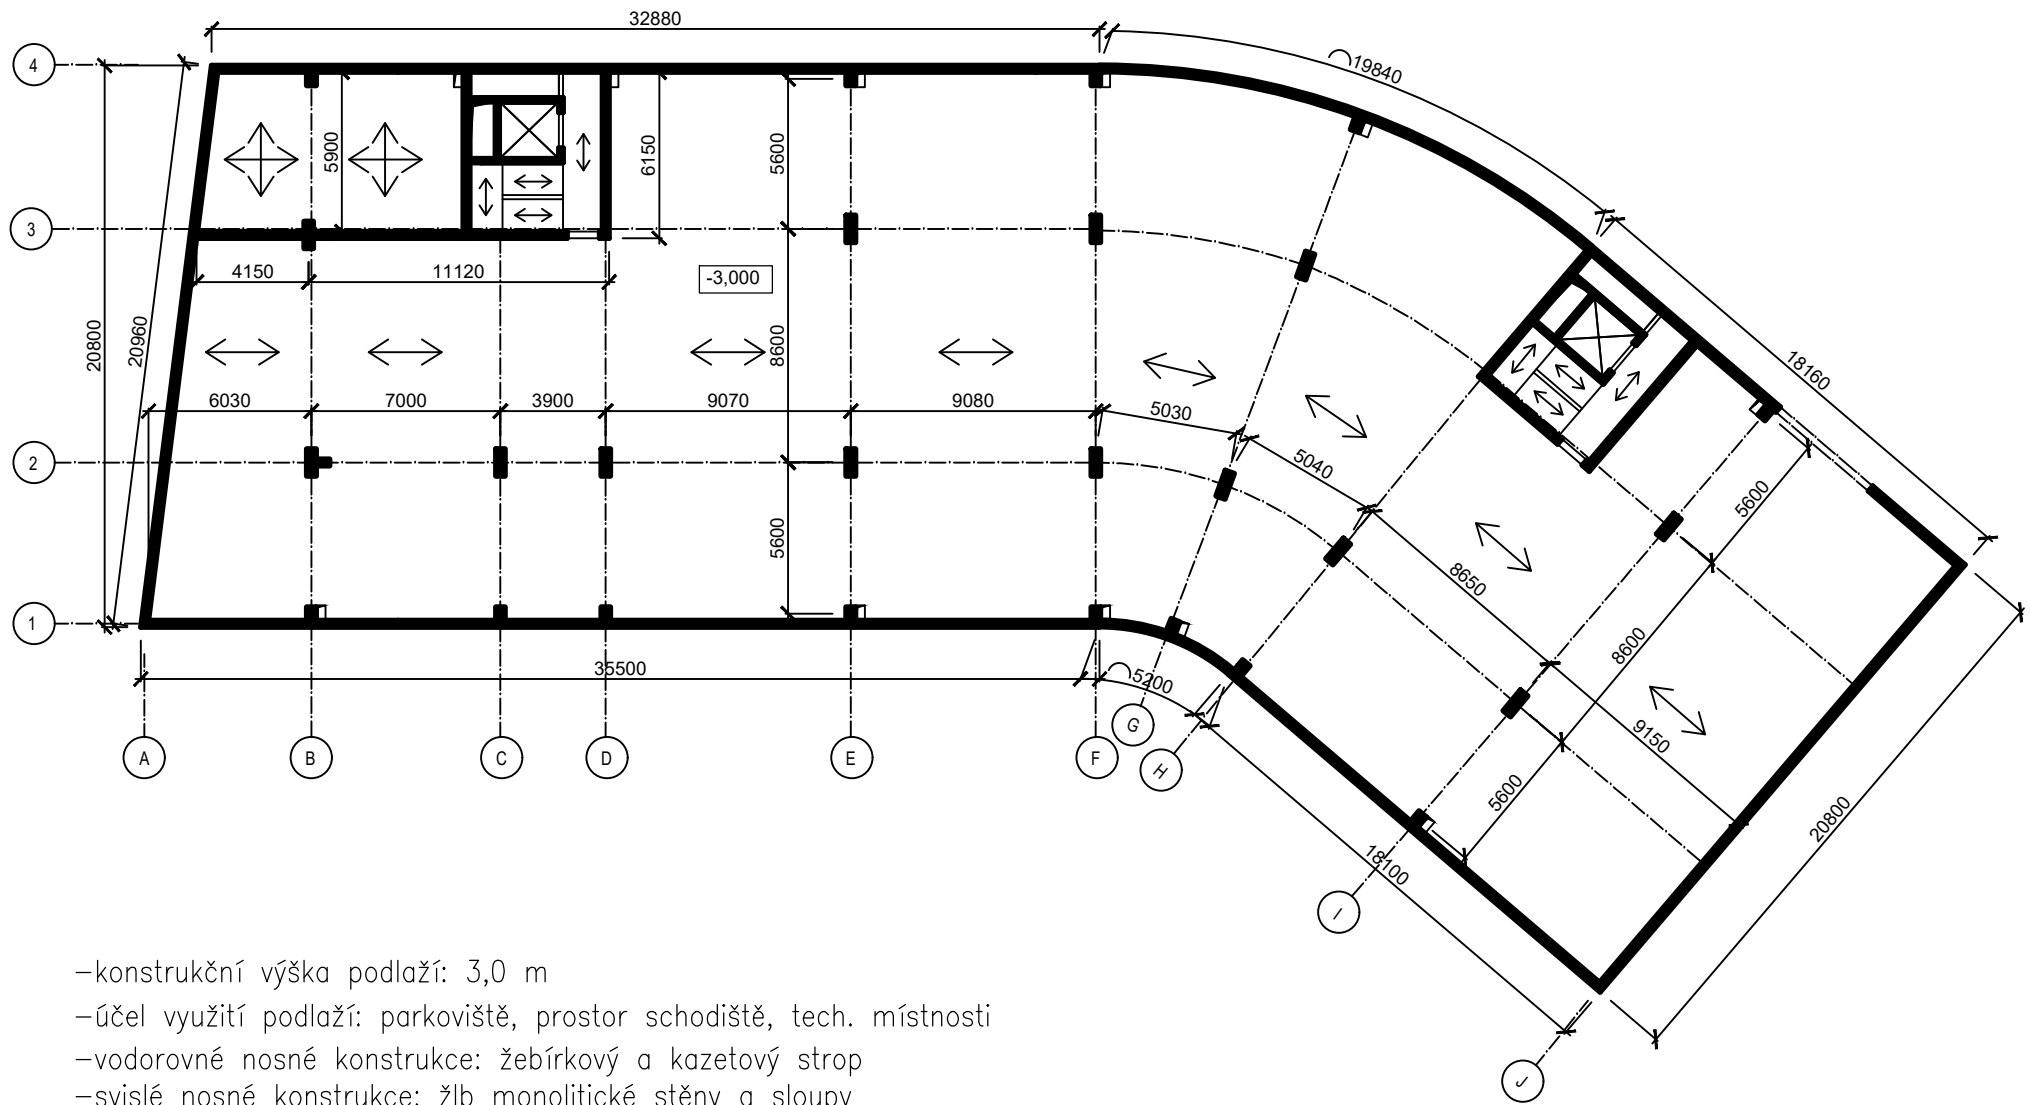 32880
19840
4
5900
6150
5600
3
4150
11120
-3,000
20800
20960
8600
18160
6030
7000
3900
9070
9080
5030
5040
5600
2
5600
8650
8600
1
35500
5200
9150
5600
20800
18100
A
B
C
D
E
F
G
H
I
J
-konstrukční výška podlaží: 3,0 m
-účel využití podlaží: parkoviště, prostor schodiště, tech. místnosti
-vodorovné nosné konstrukce: žebírkový a kazetový strop
-svislé nosné konstrukce: žlb monolitické stěny a sloupy